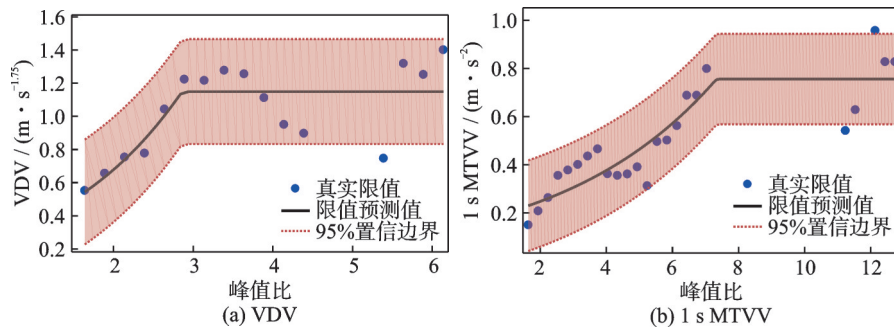 VDV / (m · s⁻¹·⁷⁵)
1.6
1.4
1.2
1.0
0.8
0.6
0.4
0.2
真实限值
限值预测值
95%置信边界
2 3 4 5 6
峰值比
(a) VDV
1 s MTVV / (m · s⁻²)
1.0
0.8
0.6
0.4
0.2
真实限值
限值预测值
95%置信边界
2 4 6 8 10 12
峰值比
(b) 1 s MTVV